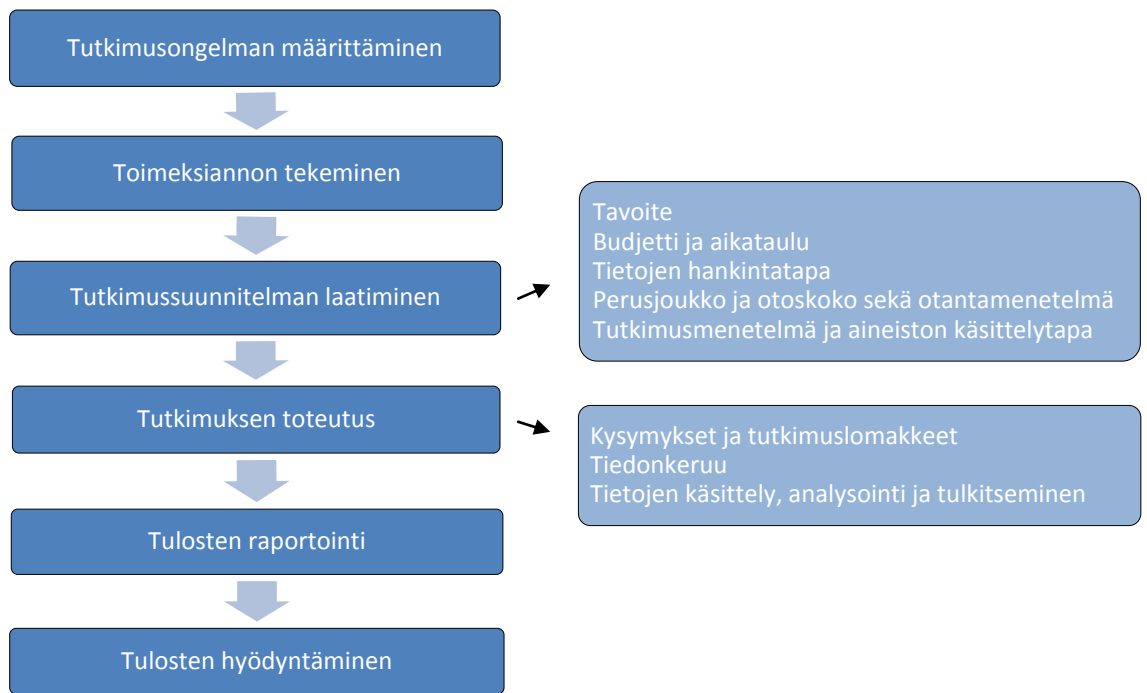 Tutkimusongelman määrittäminen
Toimeksiannon tekeminen
Tutkimussuunnitelman laatiminen
Tavoite
Budjetti ja aikataulu
Tietojen hankintatapa
Perusjoukko ja otoskoko sekä otantamenetelmä
Tutkimusmenetelmä ja aineiston käsittelytapa
Tutkimuksen toteutus
Kysymykset ja tutkimuslomakkeet
Tiedonkeruu
Tietojen käsittely, analysointi ja tulkitseminen
Tulosten raportointi
Tulosten hyödyntäminen